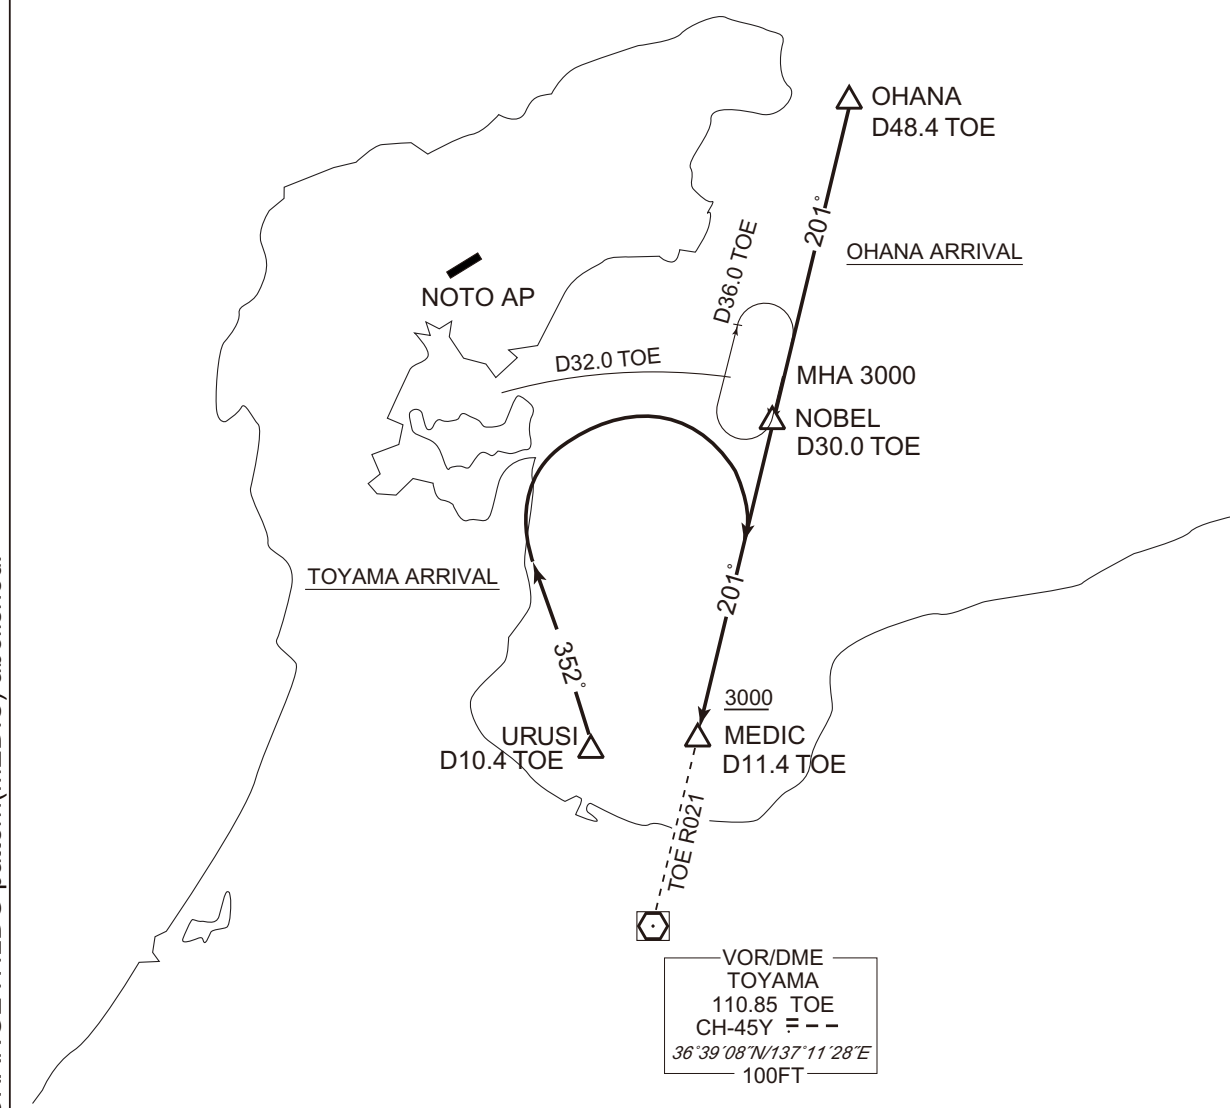 OHANA
D48.4 TOE
201°
OHANA ARRIVAL
D36.0 TOE
NOTO AP
D32.0 TOE
MHA 3000
NOBEL
D30.0 TOE
TOYAMA ARRIVAL
201°
352°
3000
URUSI
D10.4 TOE
MEDIC
D11.4 TOE
TOE R021
VOR/DME
TOYAMA
110.85 TOE
CH-45Y
36°39′08″N/137°11′28″E
100FT